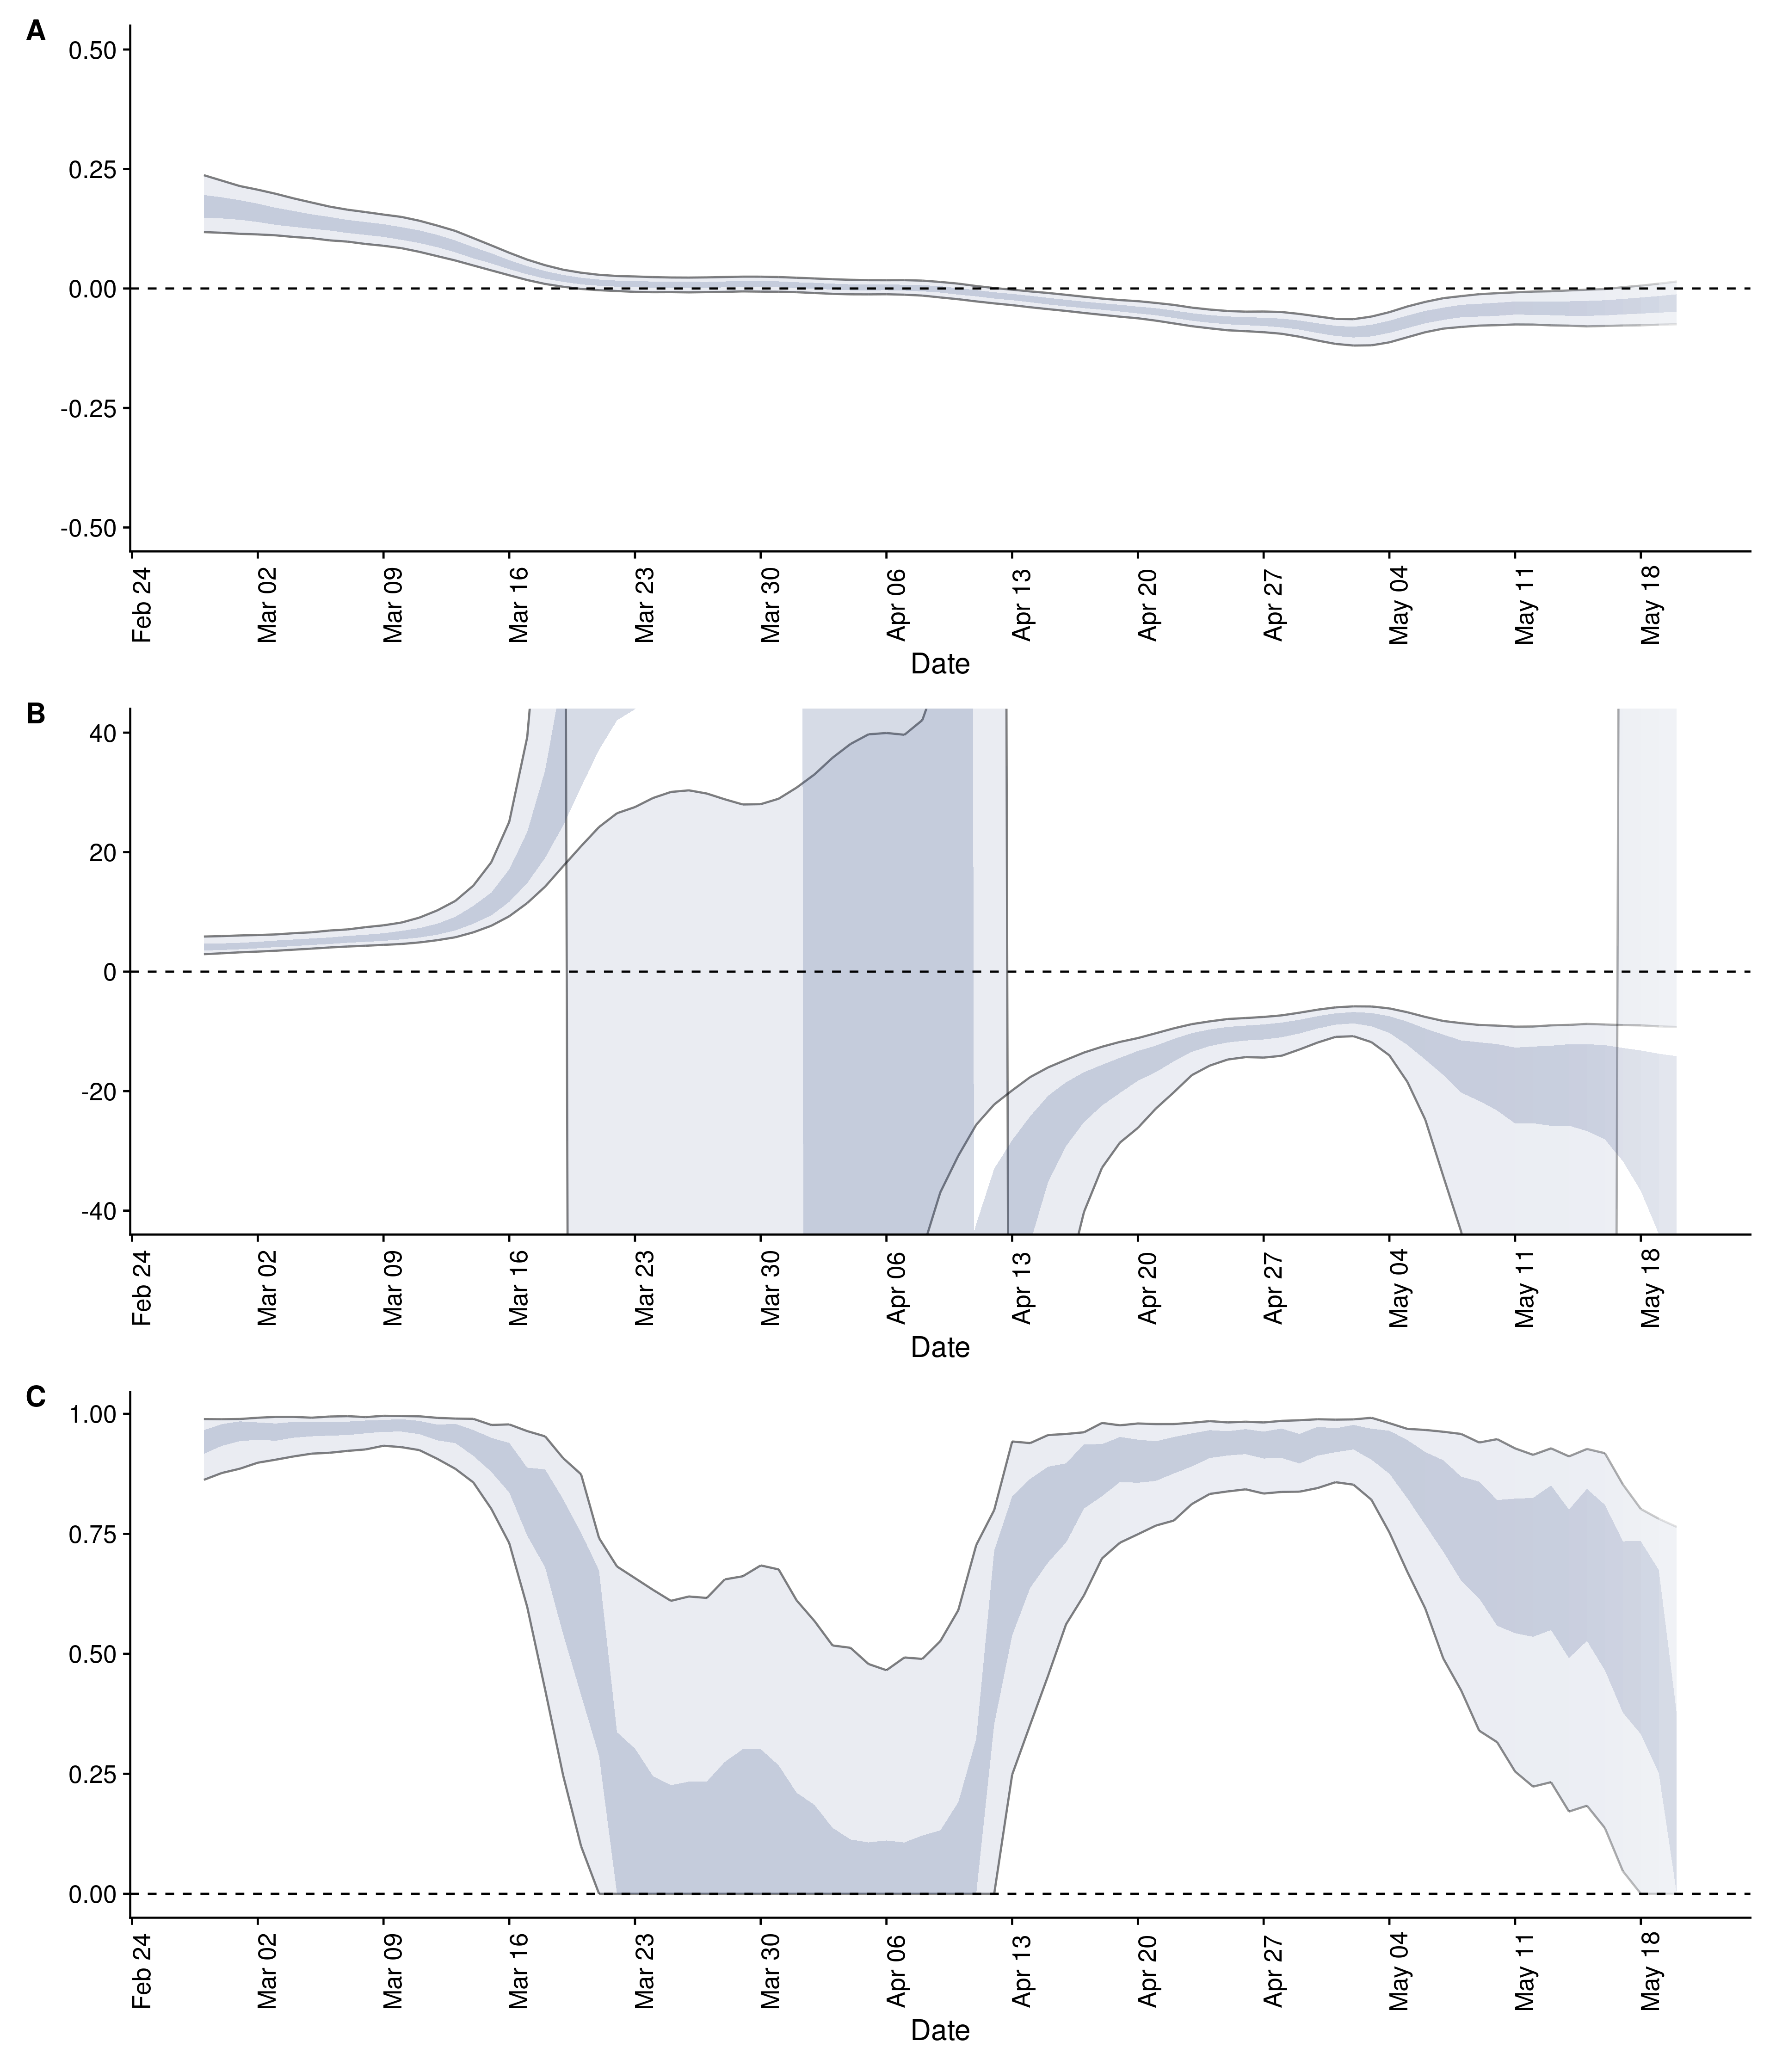 A
0.50
0.25
0.00
-0.25
-0.50
Feb 24
Mar 02
Mar 09
Mar 16
Mar 23
Mar 30
Apr 06
Apr 13
Apr 20
Apr 27
May 04
May 11
May 18
Date
B
40
20
0
-20
-40
Feb 24
Mar 02
Mar 09
Mar 16
Mar 23
Mar 30
Apr 06
Apr 13
Apr 20
Apr 27
May 04
May 11
May 18
Date
C
1.00
0.75
0.50
0.25
0.00
Feb 24
Mar 02
Mar 09
Mar 16
Mar 23
Mar 30
Apr 06
Apr 13
Apr 20
Apr 27
May 04
May 11
May 18
Date